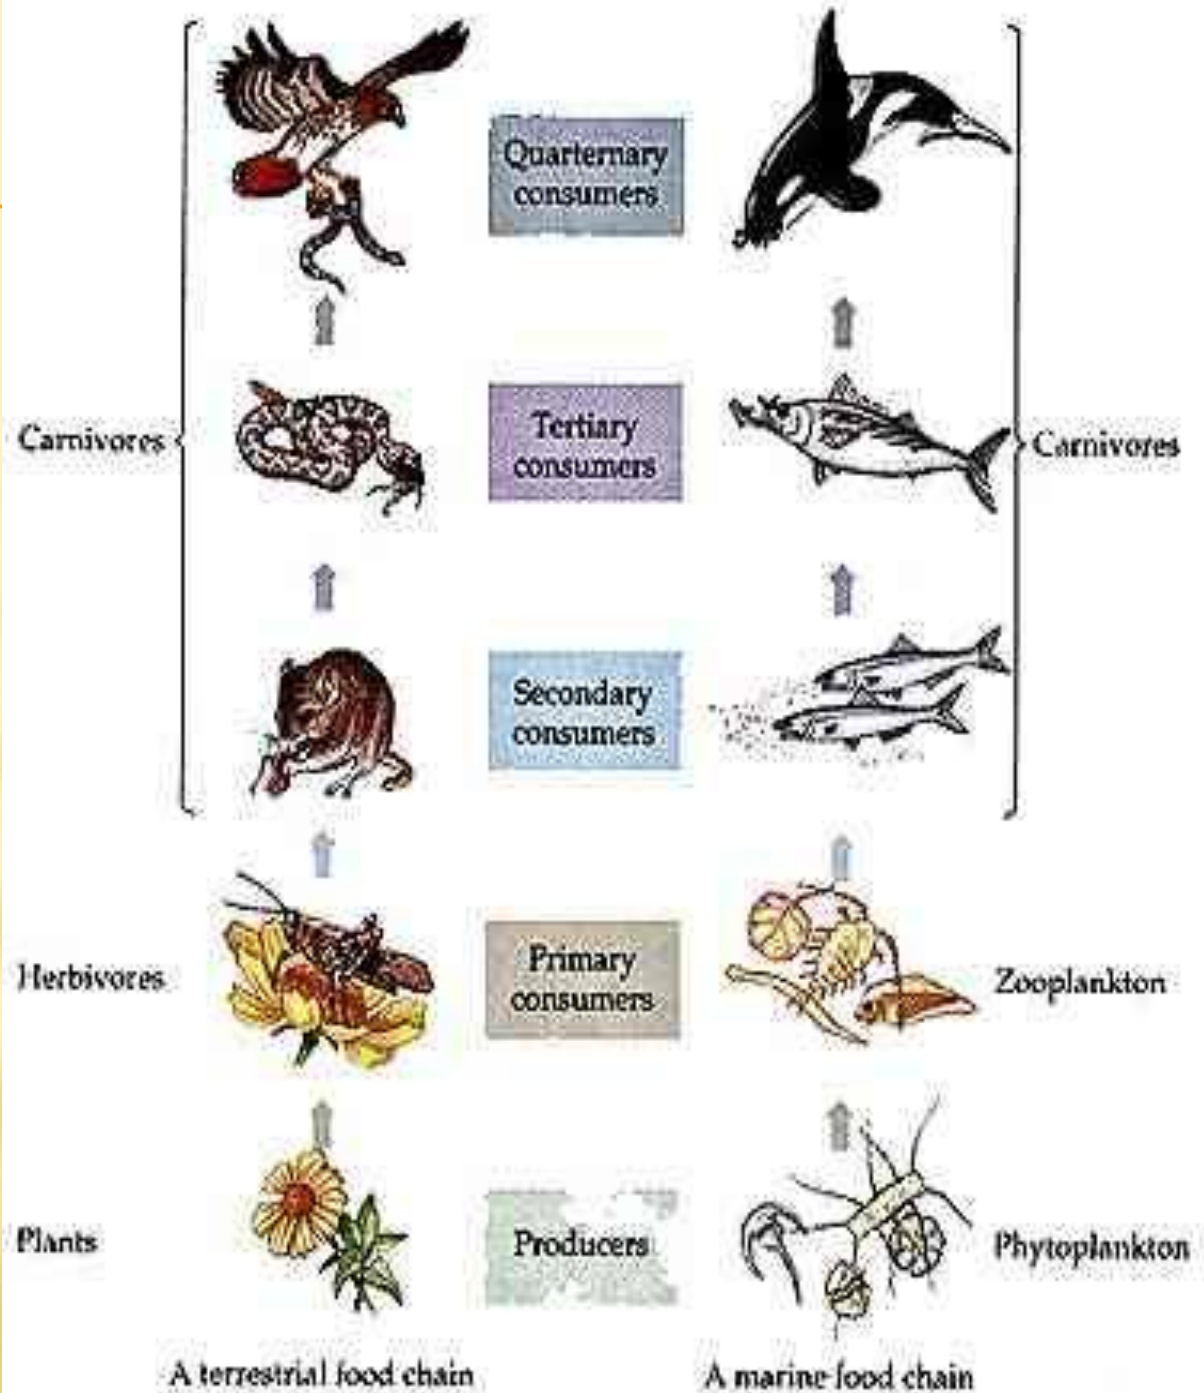 Quarternary
consumers
Carnivores
Tertiary
consumers
Carnivores
Secondary
consumers
Herbivores
Primary
consumers
Zooplankton
Plants
Producers
Phytoplankton
A terrestrial food chain
A marine food chain